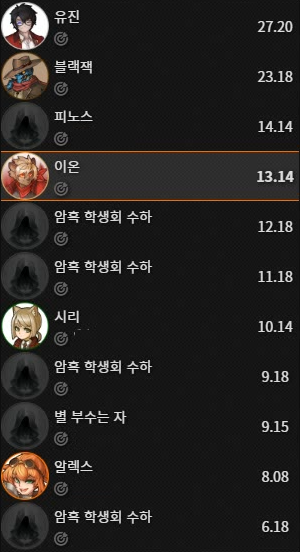 유진
27.20
블랙잭
23.18
피노스
14.14
이온
13.14
암흑 학생회 수하
12.18
암흑 학생회 수하
11.18
시리
10.14
암흑 학생회 수하
9.18
별 부수는 자
9.15
알렉스
8.08
암흑 학생회 수하
6.18